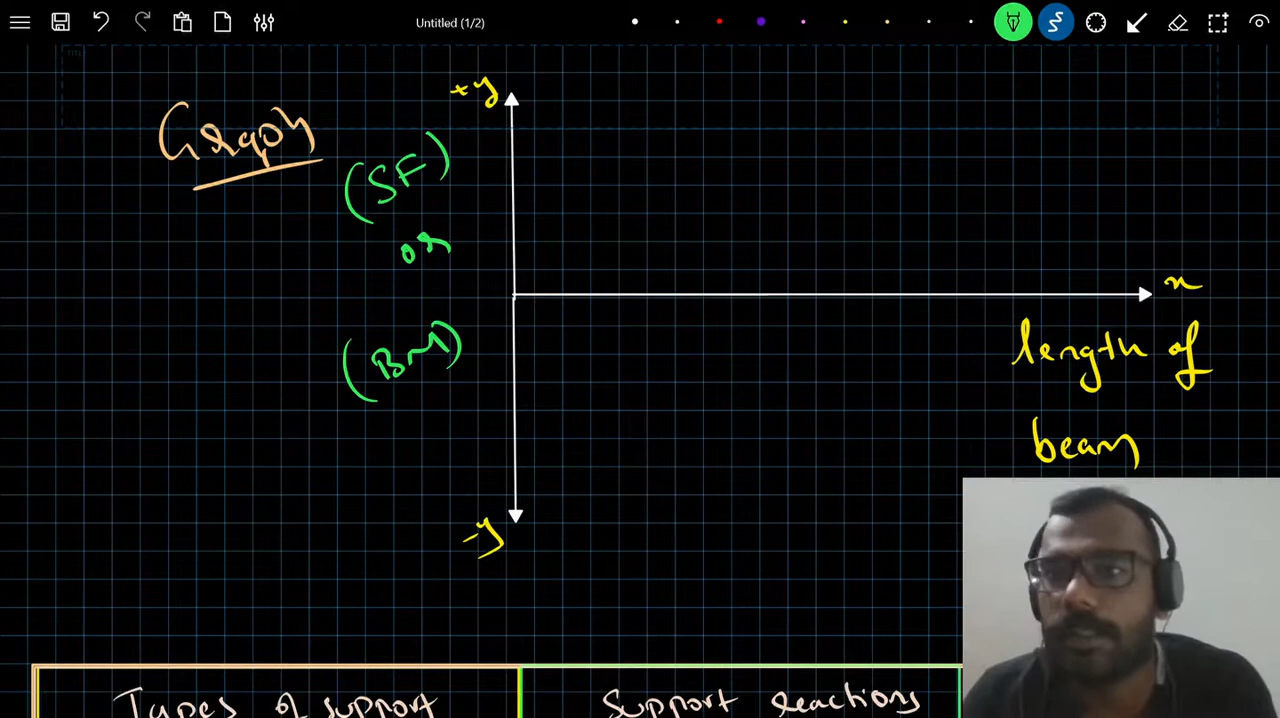 Untitled (1/2)
Graph
+y
(SF)
or
(BM)
-y
x
length of
beam
Types of support
Support reactions